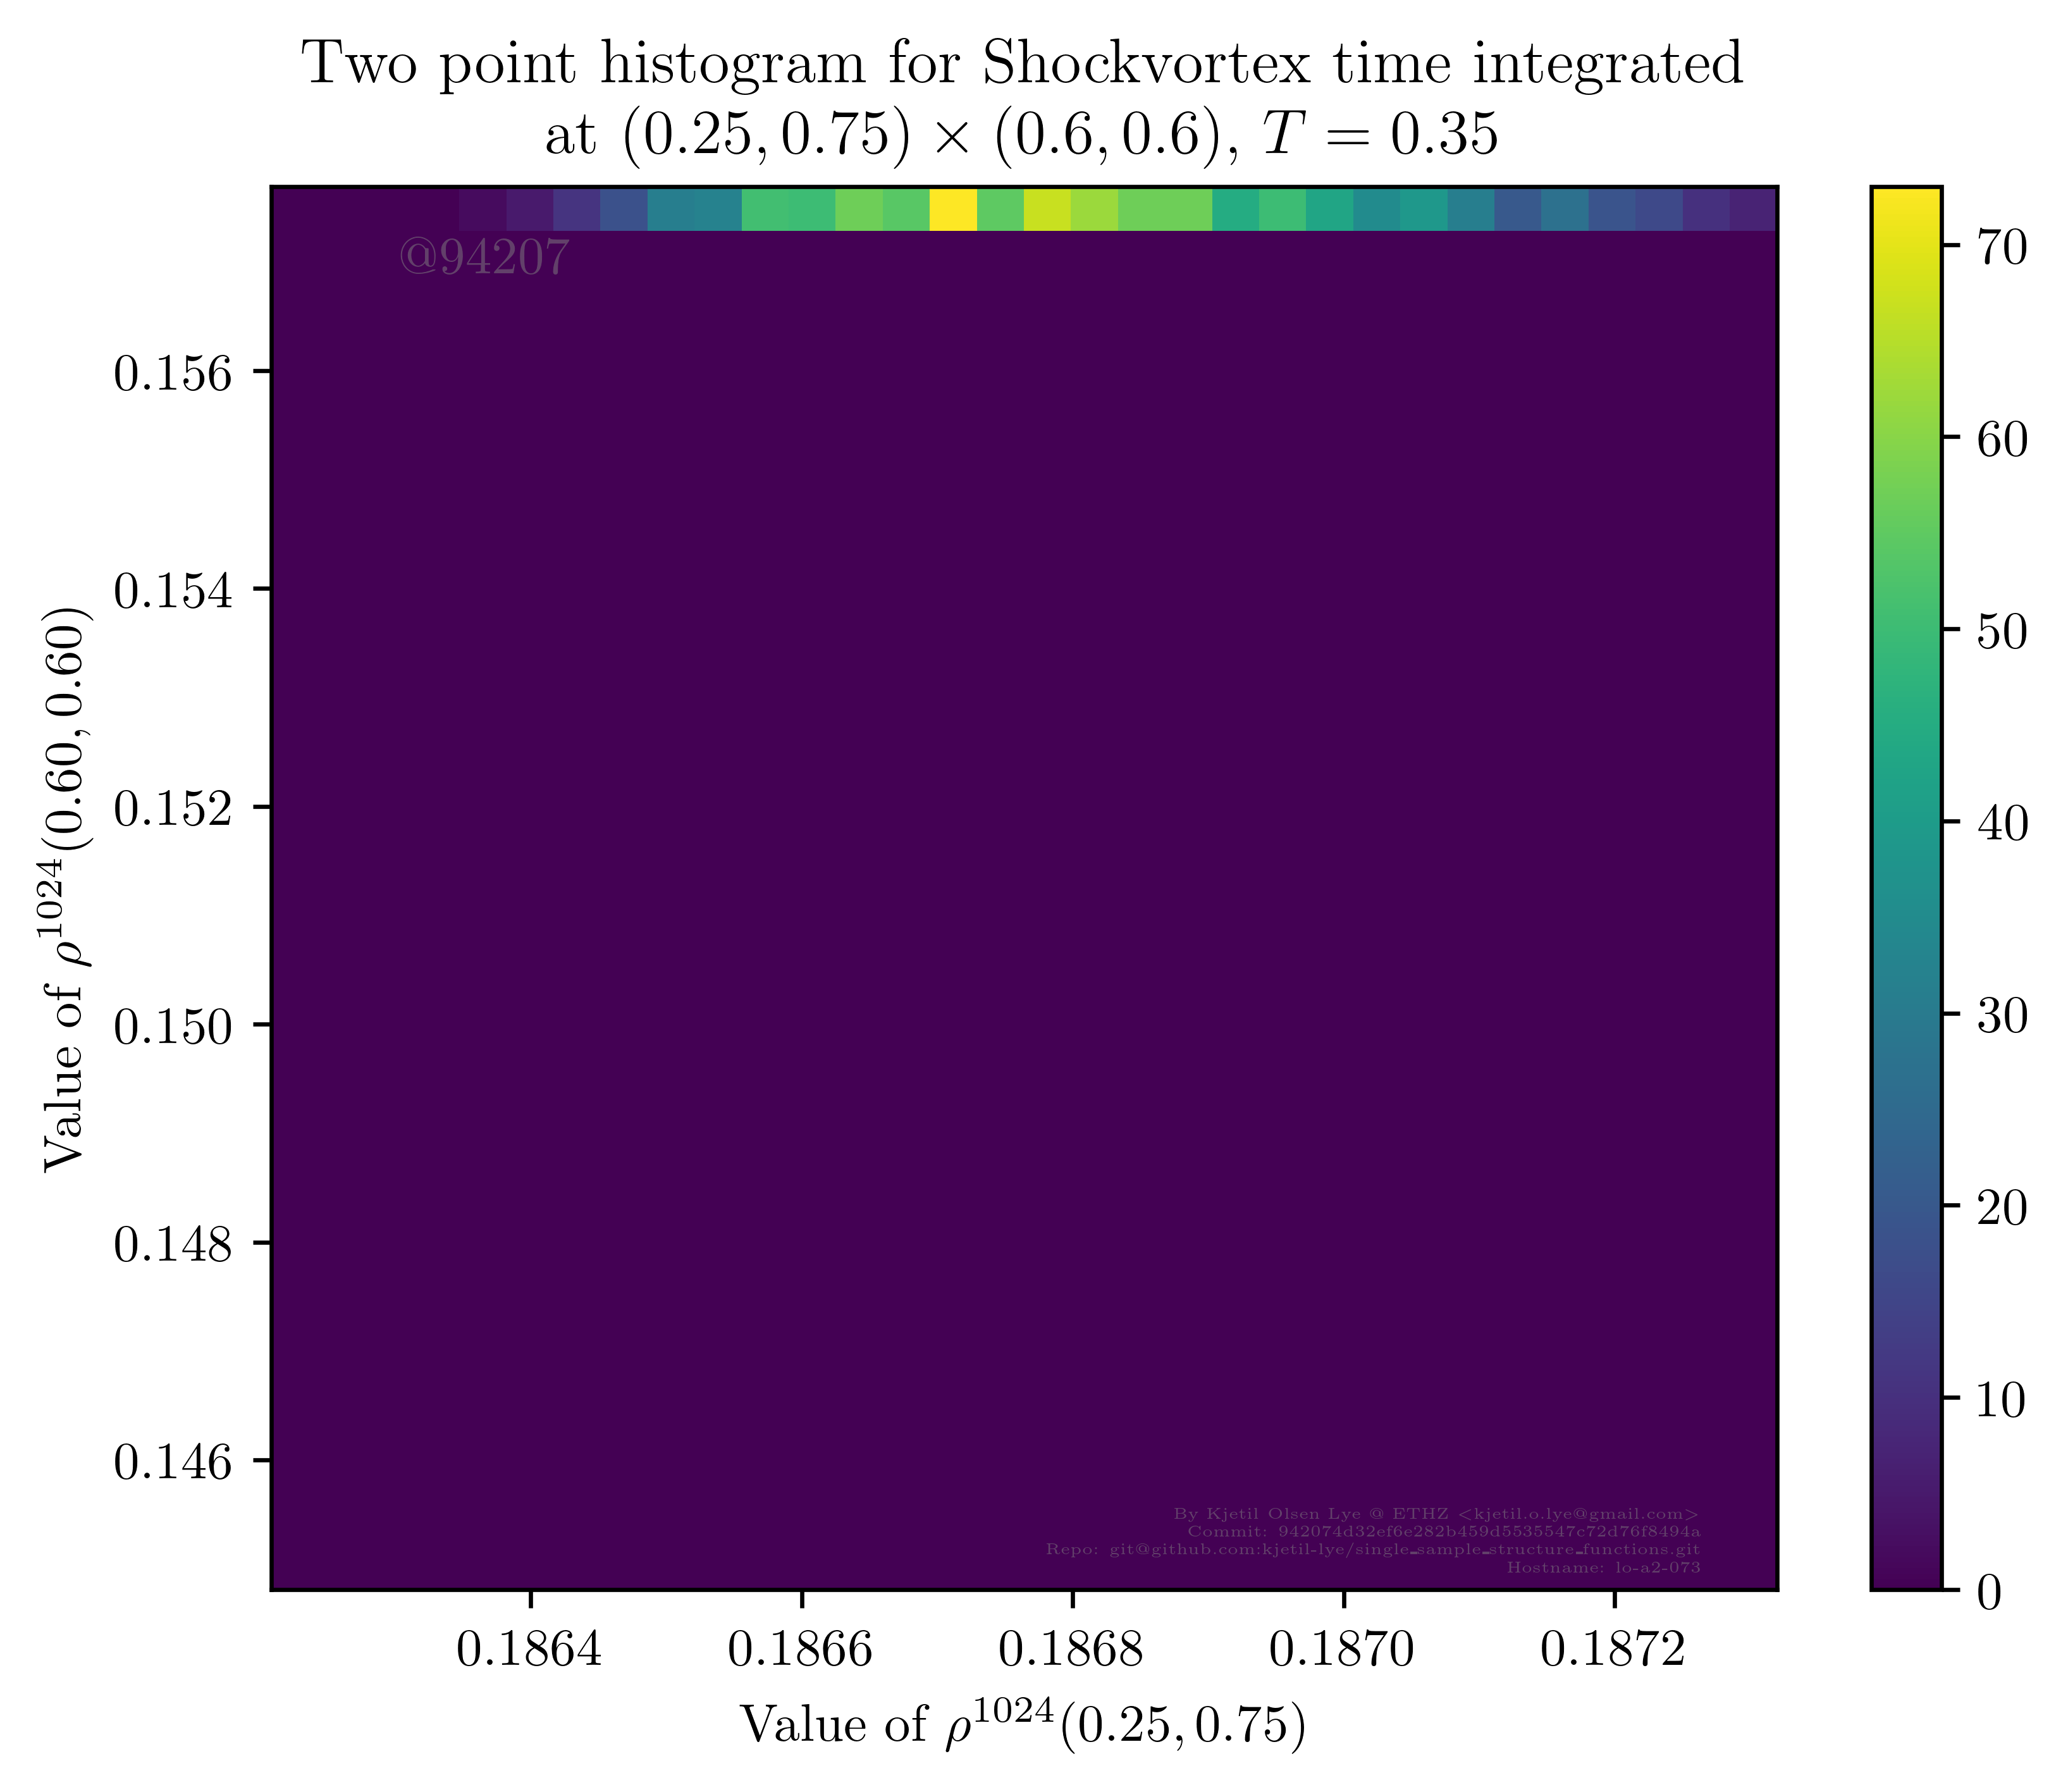 Two point histogram for Shockvortex time integrated
at (0.25, 0.75) × (0.6, 0.6), T = 0.35
@94207
0.156
0.154
0.152
0.150
0.148
0.146
Value of ρ^1024(0.60, 0.60)
0.1864 0.1866 0.1868 0.1870 0.1872
Value of ρ^1024(0.25, 0.75)
70
60
50
40
30
20
10
0
By Kjetil Olsen Lye @ ETHZ <kjetil.o.lye@gmail.com>
Commit: 942074d32ef6e282b459d5535547c72d76f8494a
Repo: git@github.com:kjetil-lye/single_sample_structure_functions.git
Hostname: lo-a2-073